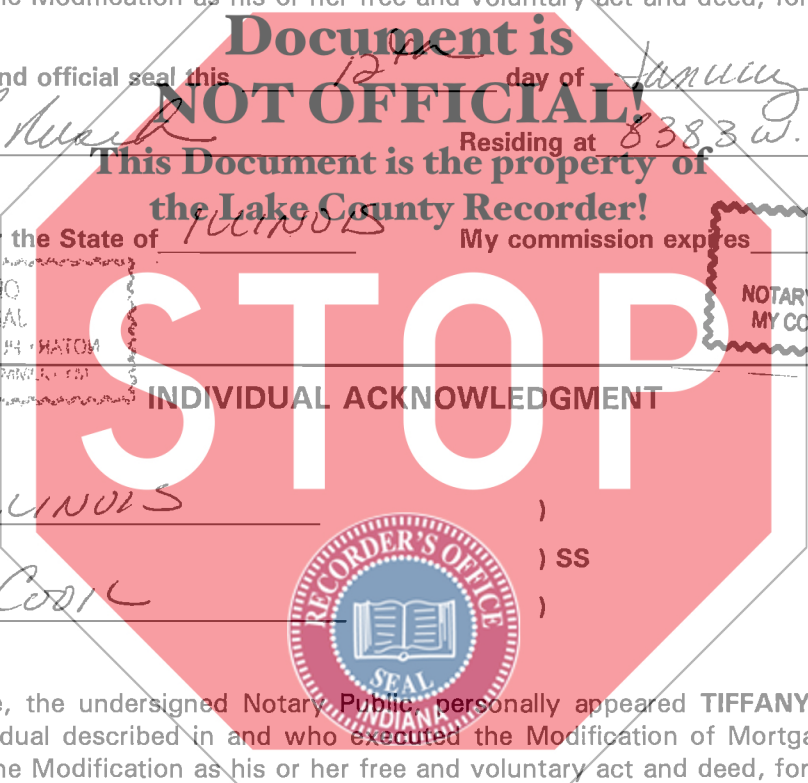 he Modification as his or her free and voluntary act and deed, for
Document is
nd official seal this 12th day of January
NOT OFFICIAL!
Residing at 8383 W.
This Document is the property of
the Lake County Recorder!
the State of ILLINOIS My commission expires
NOTARY
MY CO
STOP
INDIVIDUAL ACKNOWLEDGMENT
LINOIS )
) SS
COOK )
RECORDER'S OFFICE
SEAL
INDIANA
e, the undersigned Notary Public, personally appeared TIFFANY
dual described in and who executed the Modification of Mortga
he Modification as his or her free and voluntary act and deed, for